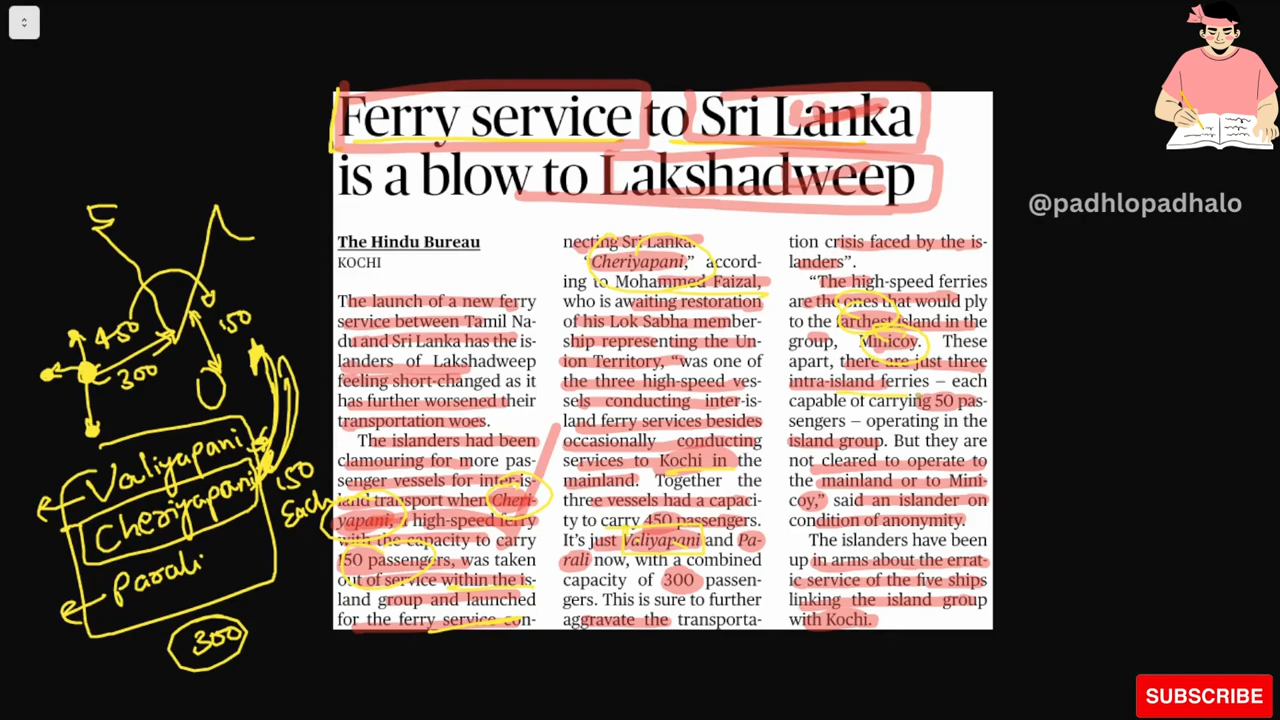 Ferry service to Sri Lanka
is a blow to Lakshadweep
@padhlopadhalo
The Hindu Bureau
KOCHI
The launch of a new ferry
service between Tamil Na-
du and Sri Lanka has the is-
landers of Lakshadweep
feeling short-changed as it
has further worsened their
transportation woes.
The islanders had been
clamouring for more pas-
senger vessels for inter-is-
land transport when Cheri-
yapani, a high-speed ferry
with the capacity to carry
150 passengers, was taken
out of service within the is-
land group and launched
for the ferry service con-
necting Sri Lanka.
“Cheriyapani,” accord-
ing to Mohammed Faizal,
who is awaiting restoration
of his Lok Sabha member-
ship representing the Un-
ion Territory, “was one of
the three high-speed ves-
sels conducting inter-is-
land ferry services besides
occasionally conducting
services to Kochi in the
mainland. Together the
three vessels had a capaci-
ty to carry 450 passengers.
It’s just Valiyapani and Pa-
rali now, with a combined
capacity of 300 passen-
gers. This is sure to further
aggravate the transporta-
tion crisis faced by the is-
landers”.
“The high-speed ferries
are the ones that would ply
to the farthest island in the
group, Minicoy. These
apart, there are just three
intra-island ferries – each
capable of carrying 50 pas-
sengers – operating in the
island group. But they are
not cleared to operate to
the mainland or to Mini-
coy,” said an islander on
condition of anonymity.
The islanders have been
up in arms about the errat-
ic service of the five ships
linking the island group
with Kochi.
450
300
150
Valiyapani
Cheriyapani
Parali
150
Each
300
SUBSCRIBE